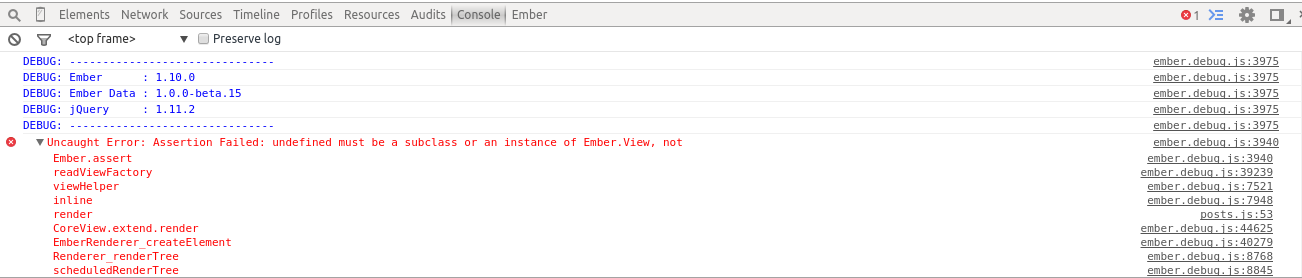 Elements Network Sources Timeline Profiles Resources Audits Console Ember 1
<top frame> Preserve log
DEBUG: ------------------------------- ember.debug.js:3975
DEBUG: Ember : 1.10.0 ember.debug.js:3975
DEBUG: Ember Data : 1.0.0-beta.15 ember.debug.js:3975
DEBUG: jQuery : 1.11.2 ember.debug.js:3975
DEBUG: ------------------------------- ember.debug.js:3975
Uncaught Error: Assertion Failed: undefined must be a subclass or an instance of Ember.View, not ember.debug.js:3940
Ember.assert ember.debug.js:3940
readViewFactory ember.debug.js:39239
viewHelper ember.debug.js:7521
inline ember.debug.js:7948
render posts.js:53
CoreView.extend.render ember.debug.js:44625
EmberRenderer_createElement ember.debug.js:40279
Renderer_renderTree ember.debug.js:8768
scheduledRenderTree ember.debug.js:8845